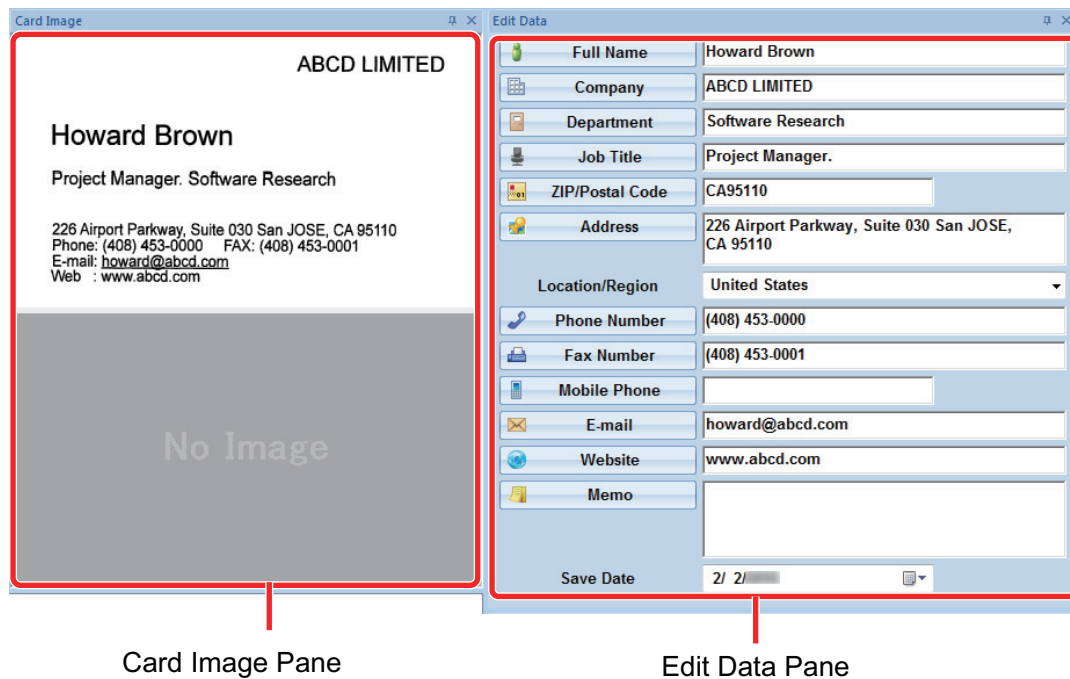 Card Image
ABCD LIMITED
Howard Brown
Project Manager. Software Research
226 Airport Parkway, Suite 030 San JOSE, CA 95110
Phone: (408) 453-0000 FAX: (408) 453-0001
E-mail: howard@abcd.com
Web : www.abcd.com
No Image
Edit Data
Full Name Howard Brown
Company ABCD LIMITED
Department Software Research
Job Title Project Manager.
ZIP/Postal Code CA95110
Address 226 Airport Parkway, Suite 030 San JOSE,
CA 95110
Location/Region United States
Phone Number (408) 453-0000
Fax Number (408) 453-0001
Mobile Phone
E-mail howard@abcd.com
Website www.abcd.com
Memo
Save Date 2/ 2/
Card Image Pane
Edit Data Pane